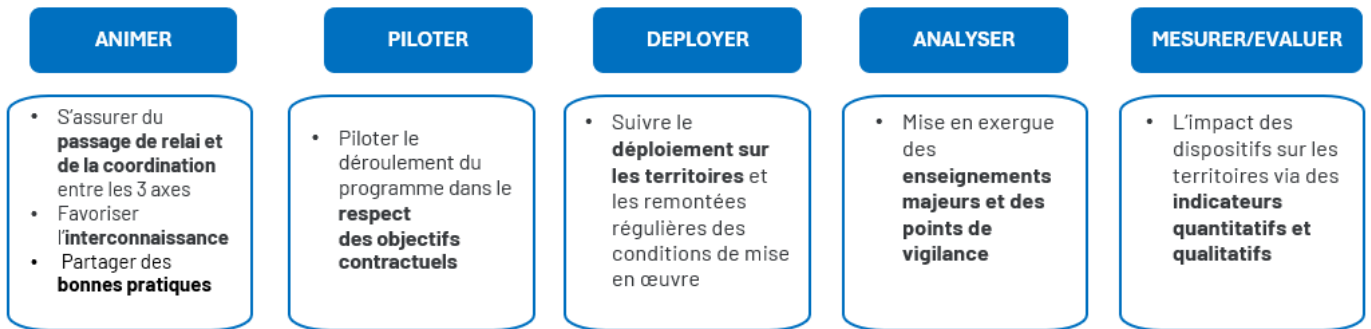 ANIMER
• S'assurer du
passage de relai et
de la coordination
entre les 3 axes
• Favoriser
l'interconnaissance
• Partager des
bonnes pratiques
PILOTER
• Piloter le
déroulement du
programme dans le
respect
des objectifs
contractuels
DEPLOYER
• Suivre le
déploiement sur
les territoires et
les remontées
régulières des
conditions de mise
en œuvre
ANALYSER
• Mise en exergue
des
enseignements
majeurs et des
points de
vigilance
MESURER/EVALUER
• L'impact des
dispositifs sur les
territoires via des
indicateurs
quantitatifs et
qualitatifs